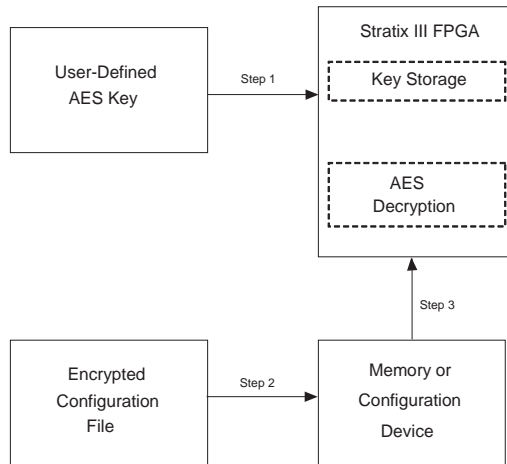 User-Defined
AES Key
Step 1
Stratix III FPGA
Key Storage
AES
Decryption
Step 3
Encrypted
Configuration
File
Step 2
Memory or
Configuration
Device